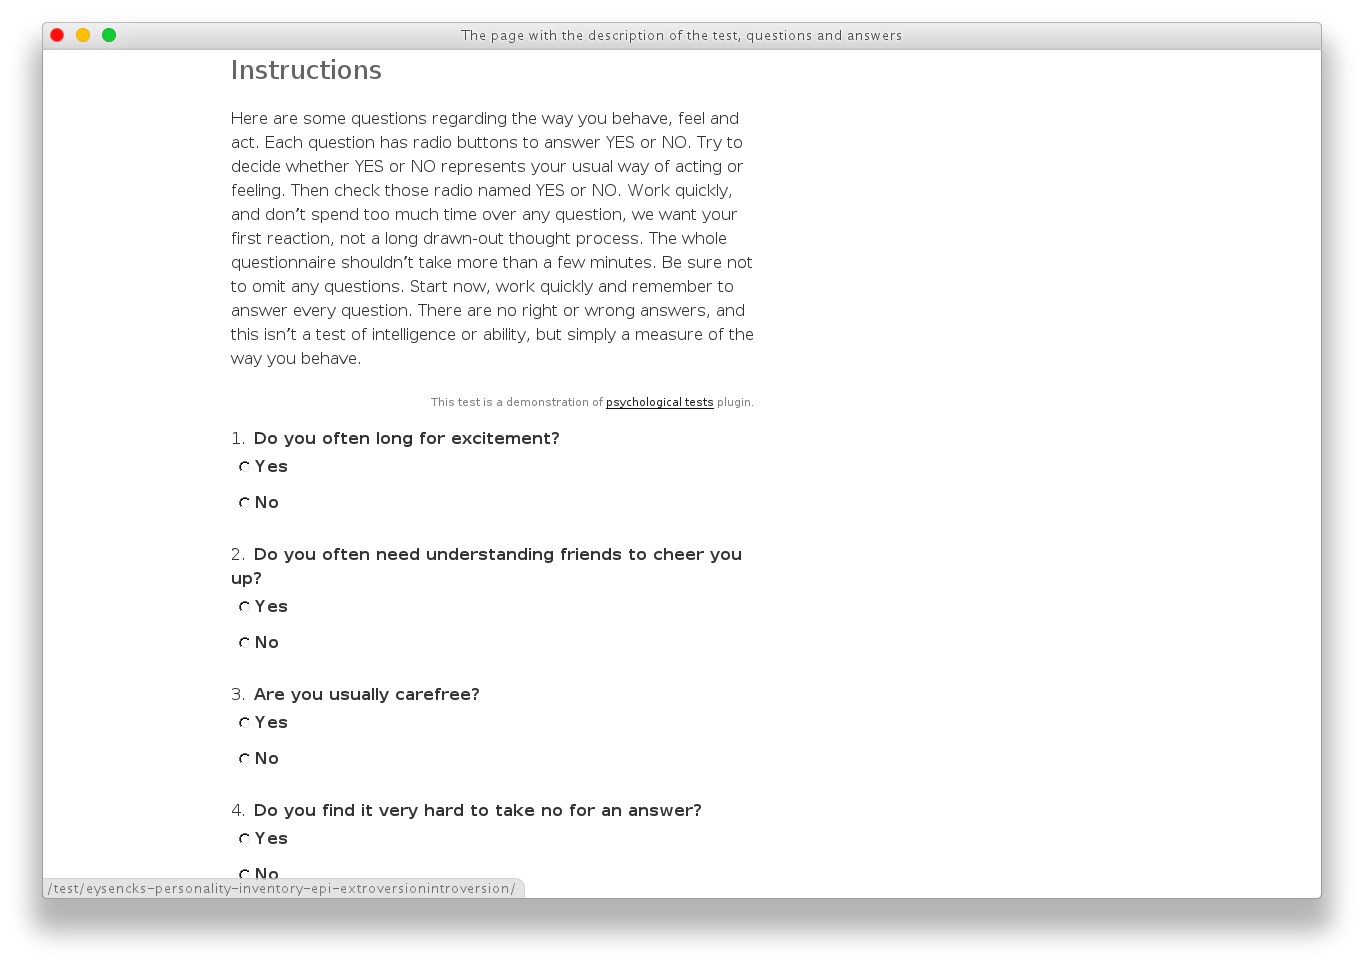 The page with the description of the test, questions and answers
Instructions
Here are some questions regarding the way you behave, feel and
act. Each question has radio buttons to answer YES or NO. Try to
decide whether YES or NO represents your usual way of acting or
feeling. Then check those radio named YES or NO. Work quickly,
and don’t spend too much time over any question, we want your
first reaction, not a long drawn-out thought process. The whole
questionnaire shouldn’t take more than a few minutes. Be sure not
to omit any questions. Start now, work quickly and remember to
answer every question. There are no right or wrong answers, and
this isn’t a test of intelligence or ability, but simply a measure of the
way you behave.
This test is a demonstration of psychological tests plugin.
1. Do you often long for excitement?
Yes
No
2. Do you often need understanding friends to cheer you
up?
Yes
No
3. Are you usually carefree?
Yes
No
4. Do you find it very hard to take no for an answer?
Yes
No
/test/eysencks-personality-inventory-epi-extroversionintroversion/